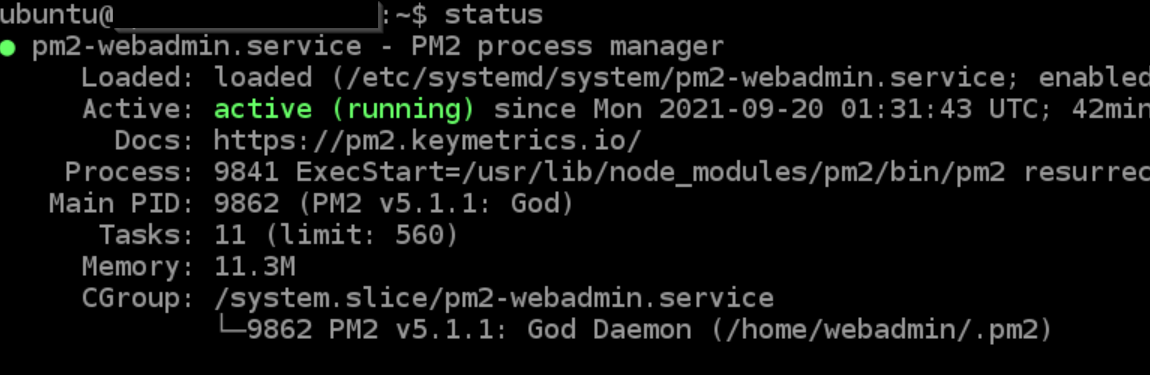 ubuntu@:~$ status
● pm2-webadmin.service - PM2 process manager
Loaded: loaded (/etc/systemd/system/pm2-webadmin.service; enabled
Active: active (running) since Mon 2021-09-20 01:31:43 UTC; 42min
Docs: https://pm2.keymetrics.io/
Process: 9841 ExecStart=/usr/lib/node_modules/pm2/bin/pm2 resurrec
Main PID: 9862 (PM2 v5.1.1: God)
Tasks: 11 (limit: 560)
Memory: 11.3M
CGroup: /system.slice/pm2-webadmin.service
└─9862 PM2 v5.1.1: God Daemon (/home/webadmin/.pm2)